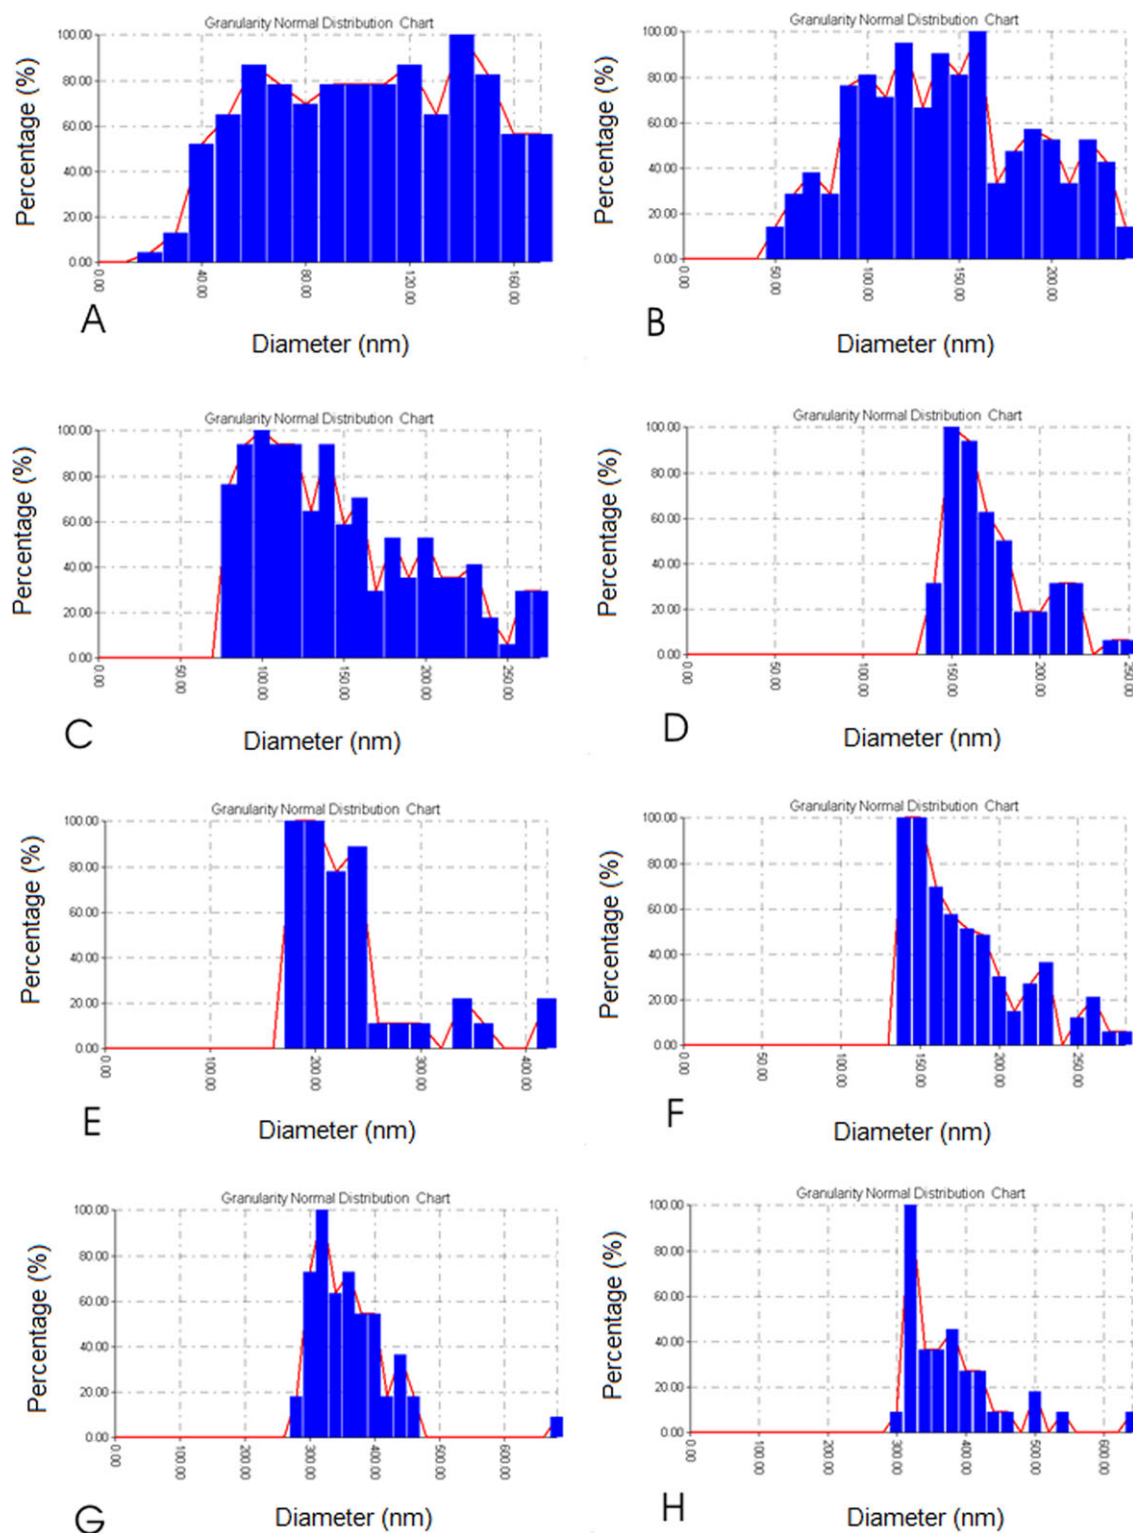 Granularity Normal Distribution Chart
Percentage (%)
100.00
80.00
60.00
40.00
20.00
0.00
0.00 40.00 80.00 120.00 160.00
A
Diameter (nm)
Granularity Normal Distribution Chart
Percentage (%)
100.00
80.00
60.00
40.00
20.00
0.00
0.00 50.00 100.00 150.00 200.00
B
Diameter (nm)
Granularity Normal Distribution Chart
Percentage (%)
100.00
80.00
60.00
40.00
20.00
0.00
0.00 50.00 100.00 150.00 200.00 250.00
C
Diameter (nm)
Granularity Normal Distribution Chart
Percentage (%)
100.00
80.00
60.00
40.00
20.00
0.00
0.00 50.00 100.00 150.00 200.00 250.00
D
Diameter (nm)
Granularity Normal Distribution Chart
Percentage (%)
100.00
80.00
60.00
40.00
20.00
0.00
0.00 100.00 200.00 300.00 400.00
E
Diameter (nm)
Granularity Normal Distribution Chart
Percentage (%)
100.00
80.00
60.00
40.00
20.00
0.00
0.00 50.00 100.00 150.00 200.00 250.00
F
Diameter (nm)
Granularity Normal Distribution Chart
Percentage (%)
100.00
80.00
60.00
40.00
20.00
0.00
0.00 100.00 200.00 300.00 400.00 500.00 600.00
G
Diameter (nm)
Granularity Normal Distribution Chart
Percentage (%)
100.00
80.00
60.00
40.00
20.00
0.00
0.00 100.00 200.00 300.00 400.00 500.00 600.00
H
Diameter (nm)